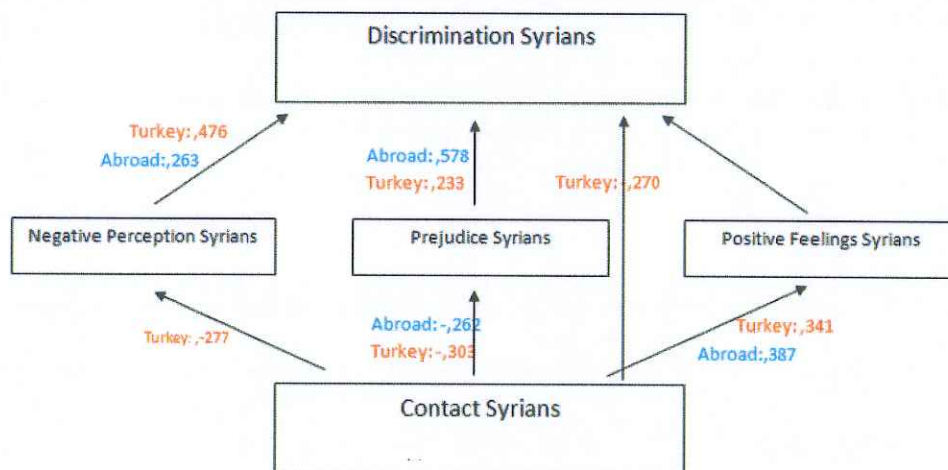 Discrimination Syrians
Turkey:,476
Abroad:,263
Abroad:,578
Turkey:,233
Turkey:-,270
Negative Perception Syrians
Prejudice Syrians
Positive Feelings Syrians
Turkey:,-277
Abroad:-,262
Turkey:-,303
Turkey:,341
Abroad:,387
Contact Syrians